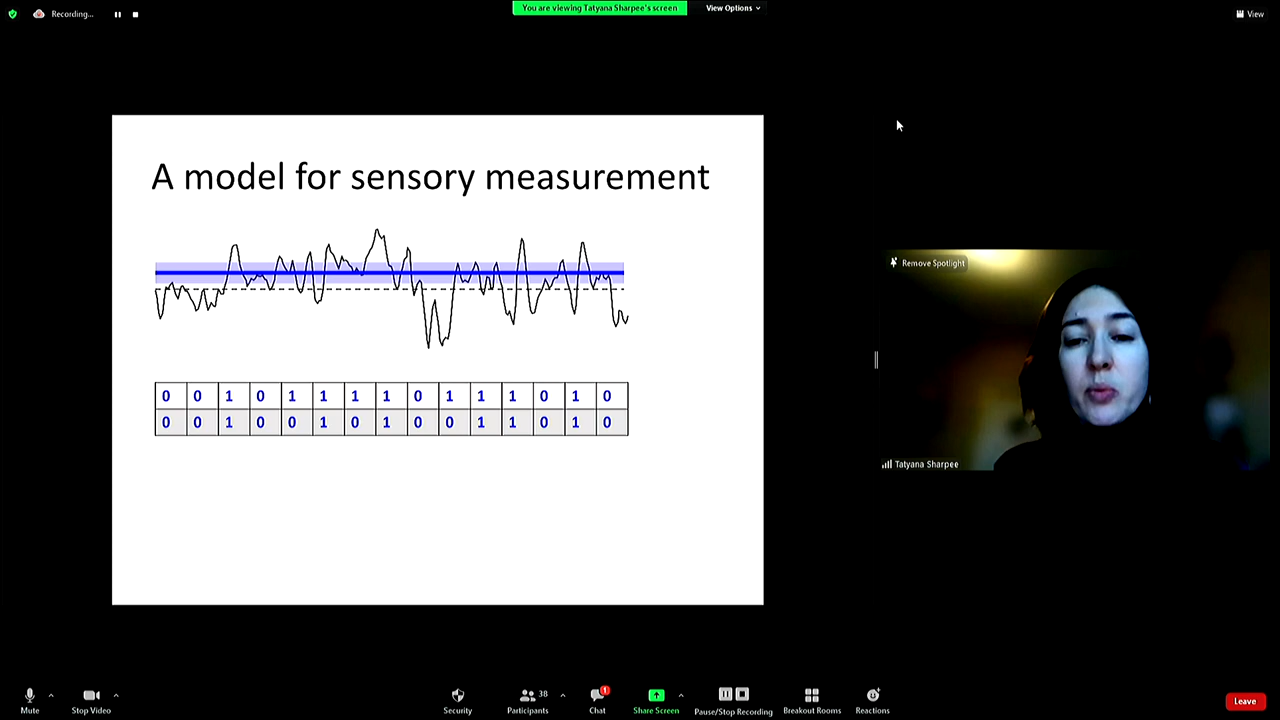 Recording...
You are viewing Tatyana Sharpee's screen
View Options
View
A model for sensory measurement
0 0 1 0 1 1 1 1 0 1 1 1 0 1 0
0 0 1 0 0 1 0 1 0 0 1 1 0 1 0
Remove Spotlight
Tatyana Sharpee
Mute
Stop Video
Security
Participants
38
Chat
1
Share Screen
Pause/Stop Recording
Breakout Rooms
Reactions
Leave